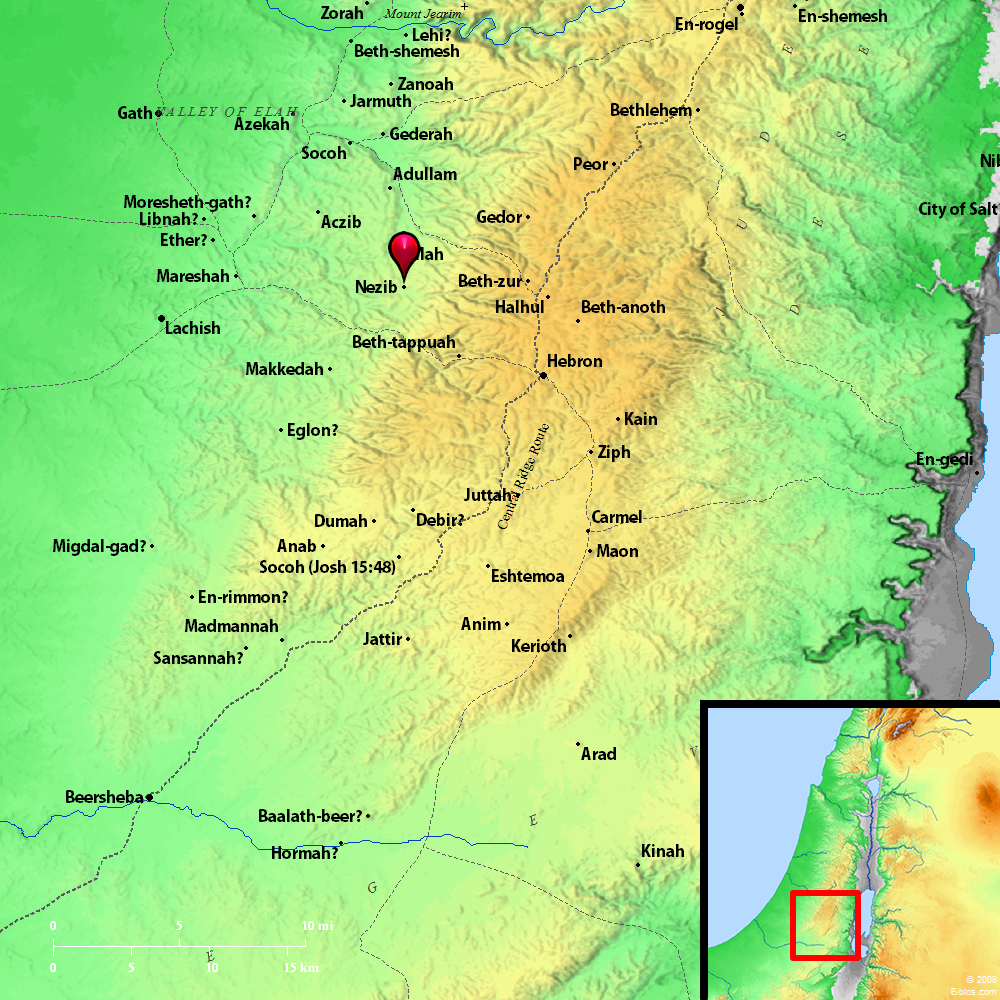 Zorah
Mount Jearim
En-rogel
En-shemesh
Lehi?
Beth-shemesh
Zanoah
Jarmuth
Gath
VALLEY OF ELAH
Azekah
Bethlehem
Gederah
Socoh
Peor
Adullam
Moresheth-gath?
Libnah?
Aczib
Gedor
City of Salt
Ether?
Mareshah
Nezib
Beth-zur
Halhul
Beth-anoth
Lachish
Beth-tappuah
Hebron
Makkedah
Eglon?
Kain
Ziph
Central Ridge Route
En-gedi
Juttah
Dumah
Debir?
Carmel
Migdal-gad?
Anab
Maon
Socoh (Josh 15:48)
Eshtemoa
En-rimmon?
Madmannah
Anim
Jattir
Kerioth
Sansannah?
Arad
Beersheba
Baalath-beer?
Hormah?
Kinah
J U D E
D E S E
N E G E V
0 5 10 mi
0 5 10 15 km
© 2008
Biblos.com